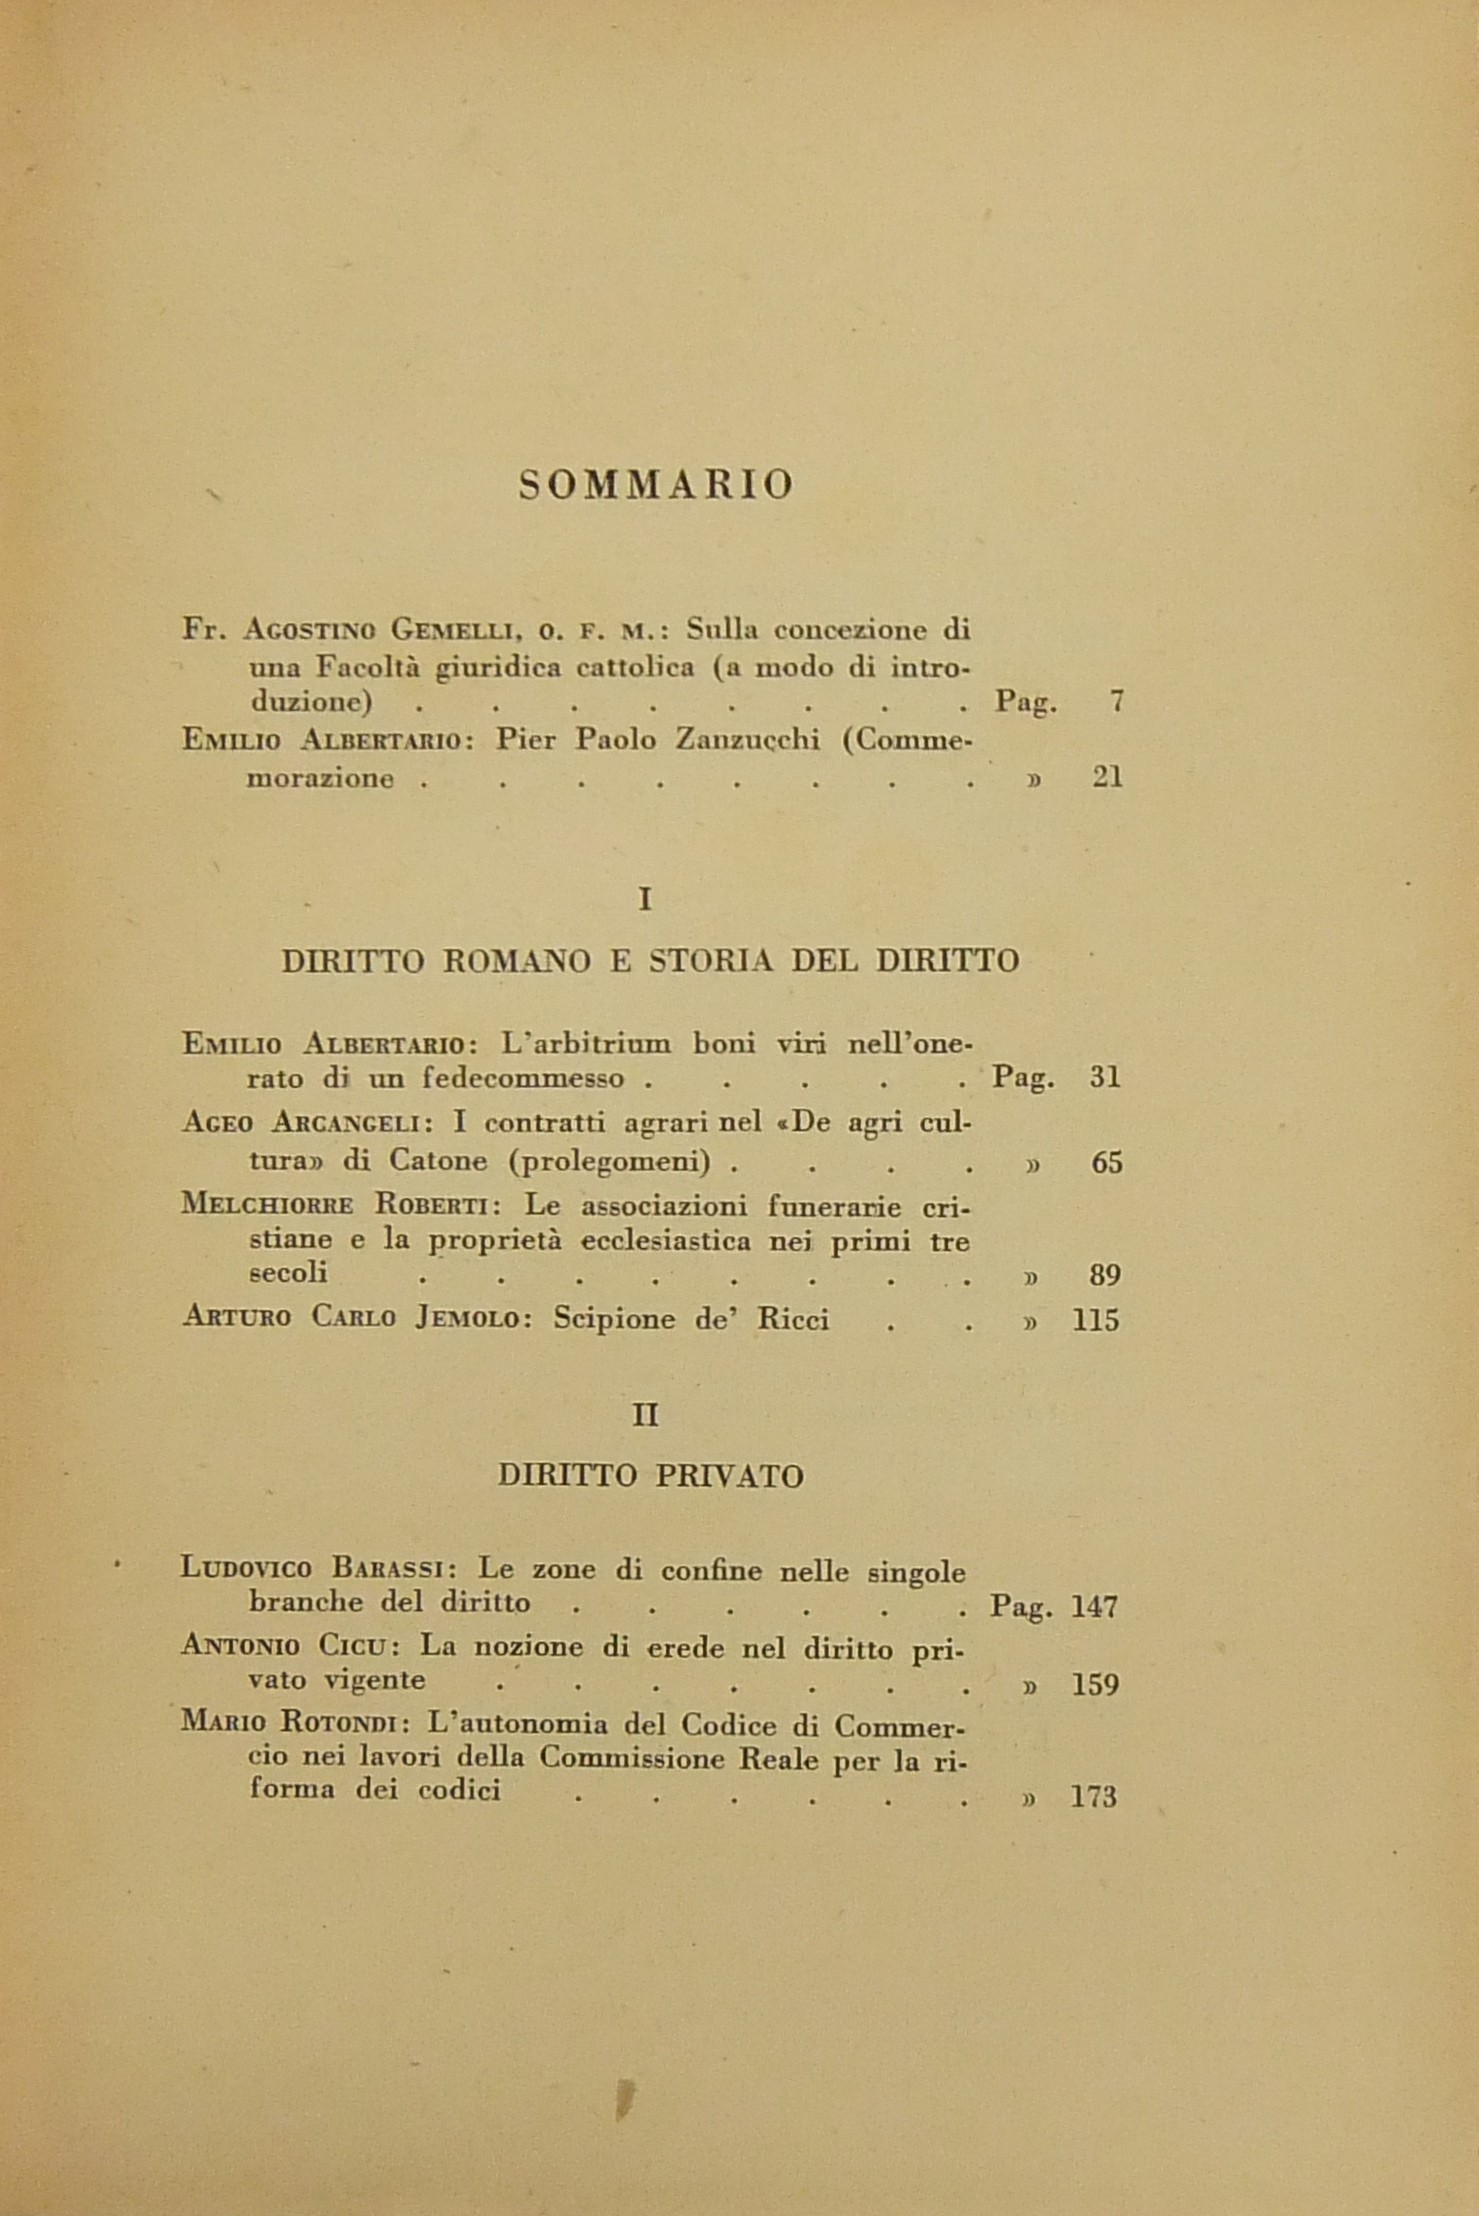 SOMMARIO
Fr. Agostino Gemelli, o. f. m.: Sulla concezione di
una Facoltà giuridica cattolica (a modo di intro-
duzione) . . . . . . . . Pag. 7
Emilio Albertario: Pier Paolo Zanzucchi (Comme-
morazione . . . . . . . . » 21
I
DIRITTO ROMANO E STORIA DEL DIRITTO
Emilio Albertario: L'arbitrium boni viri nell'one-
rato di un fedecommesso . . . . . Pag. 31
Ageo Arcangeli: I contratti agrari nel «De agri cul-
tura» di Catone (prolegomeni) . . . . » 65
Melchiorre Roberti: Le associazioni funerarie cri-
stiane e la proprietà ecclesiastica nei primi tre
secoli . . . . . . . . » 89
Arturo Carlo Jemolo: Scipione de' Ricci . . » 115
II
DIRITTO PRIVATO
Ludovico Barassi: Le zone di confine nelle singole
branche del diritto . . . . . . Pag. 147
Antonio Cicu: La nozione di erede nel diritto pri-
vato vigente . . . . . . . » 159
Mario Rotondi: L'autonomia del Codice di Commer-
cio nei lavori della Commissione Reale per la ri-
forma dei codici . . . . . . » 173